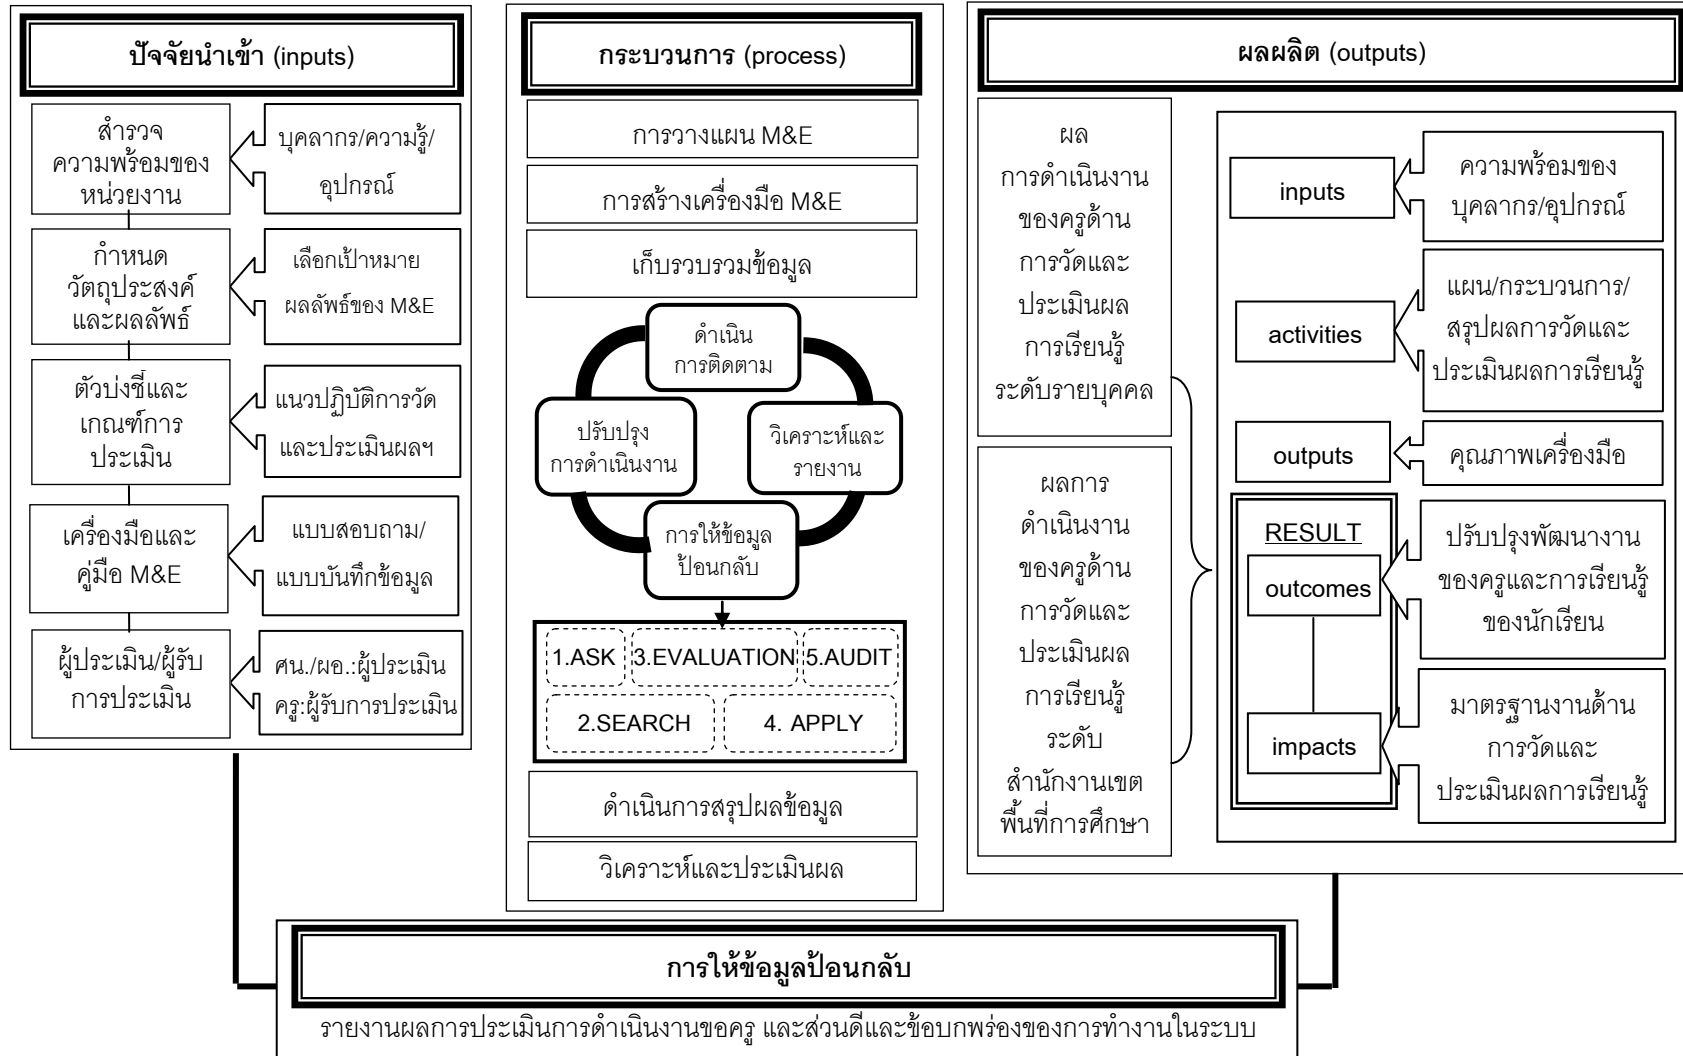 ปัจจัยนำเข้า (inputs)
สำรวจ
ความพร้อมของ
หน่วยงาน
บุคลากร/ความรู้/
อุปกรณ์
กำหนด
วัตถุประสงค์
และผลลัพธ์
เลือกเป้าหมาย
ผลลัพธ์ของ M&E
ตัวบ่งชี้และ
เกณฑ์การ
ประเมิน
แนวปฏิบัติการวัด
และประเมินผลฯ
เครื่องมือและ
คู่มือ M&E
แบบสอบถาม/
แบบบันทึกข้อมูล
ผู้ประเมิน/ผู้รับ
การประเมิน
ศน./ผอ.:ผู้ประเมิน
ครู:ผู้รับการประเมิน
กระบวนการ (process)
การวางแผน M&E
การสร้างเครื่องมือ M&E
เก็บรวบรวมข้อมูล
ดำเนิน
การติดตาม
ปรับปรุง
การดำเนินงาน
วิเคราะห์และ
รายงาน
การให้ข้อมูล
ป้อนกลับ
1.ASK 3.EVALUATION 5.AUDIT
2.SEARCH 4. APPLY
ดำเนินการสรุปผลข้อมูล
วิเคราะห์และประเมินผล
ผลผลิต (outputs)
ผล
การดำเนินงาน
ของครูด้าน
การวัดและ
ประเมินผล
การเรียนรู้
ระดับรายบุคคล
ผลการ
ดำเนินงาน
ของครูด้าน
การวัดและ
ประเมินผล
การเรียนรู้
ระดับ
สำนักงานเขต
พื้นที่การศึกษา
inputs
ความพร้อมของ
บุคลากร/อุปกรณ์
activities
แผน/กระบวนการ/
สรุปผลการวัดและ
ประเมินผลการเรียนรู้
outputs
คุณภาพเครื่องมือ
RESULT
outcomes
ปรับปรุงพัฒนางาน
ของครูและการเรียนรู้
ของนักเรียน
impacts
มาตรฐานงานด้าน
การวัดและ
ประเมินผลการเรียนรู้
การให้ข้อมูลป้อนกลับ
รายงานผลการประเมินการดำเนินงานขอครู และส่วนดีและข้อบกพร่องของการทำงานในระบบ